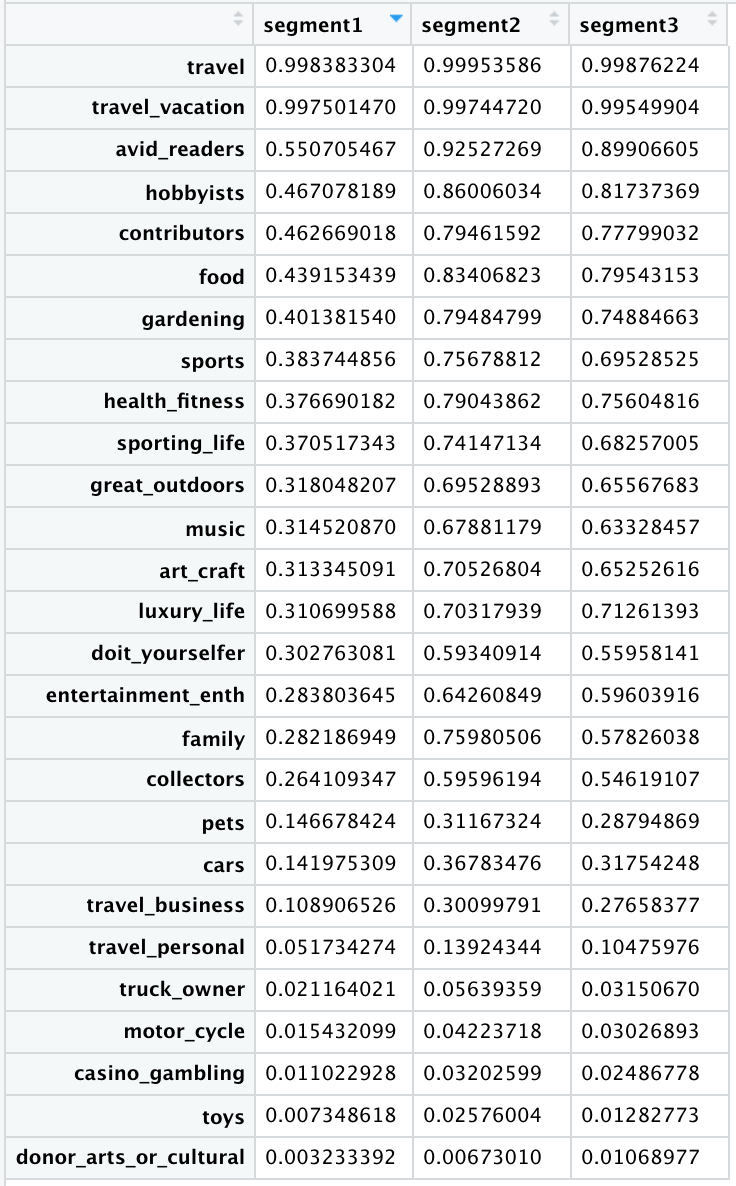 segment1 segment2 segment3
travel 0.998383304 0.99953586 0.99876224
travel_vacation 0.997501470 0.99744720 0.99549904
avid_readers 0.550705467 0.92527269 0.89906605
hobbyists 0.467078189 0.86006034 0.81737369
contributors 0.462669018 0.79461592 0.77799032
food 0.439153439 0.83406823 0.79543153
gardening 0.401381540 0.79484799 0.74884663
sports 0.383744856 0.75678812 0.69528525
health_fitness 0.376690182 0.79043862 0.75604816
sporting_life 0.370517343 0.74147134 0.68257005
great_outdoors 0.318048207 0.69528893 0.65567683
music 0.314520870 0.67881179 0.63328457
art_craft 0.313345091 0.70526804 0.65252616
luxury_life 0.310699588 0.70317939 0.71261393
doit_yourselfer 0.302763081 0.59340914 0.55958141
entertainment_enth 0.283803645 0.64260849 0.59603916
family 0.282186949 0.75980506 0.57826038
collectors 0.264109347 0.59596194 0.54619107
pets 0.146678424 0.31167324 0.28794869
cars 0.141975309 0.36783476 0.31754248
travel_business 0.108906526 0.30099791 0.27658377
travel_personal 0.051734274 0.13924344 0.10475976
truck_owner 0.021164021 0.05639359 0.03150670
motor_cycle 0.015432099 0.04223718 0.03026893
casino_gambling 0.011022928 0.03202599 0.02486778
toys 0.007348618 0.02576004 0.01282773
donor_arts_or_cultural 0.003233392 0.00673010 0.01068977